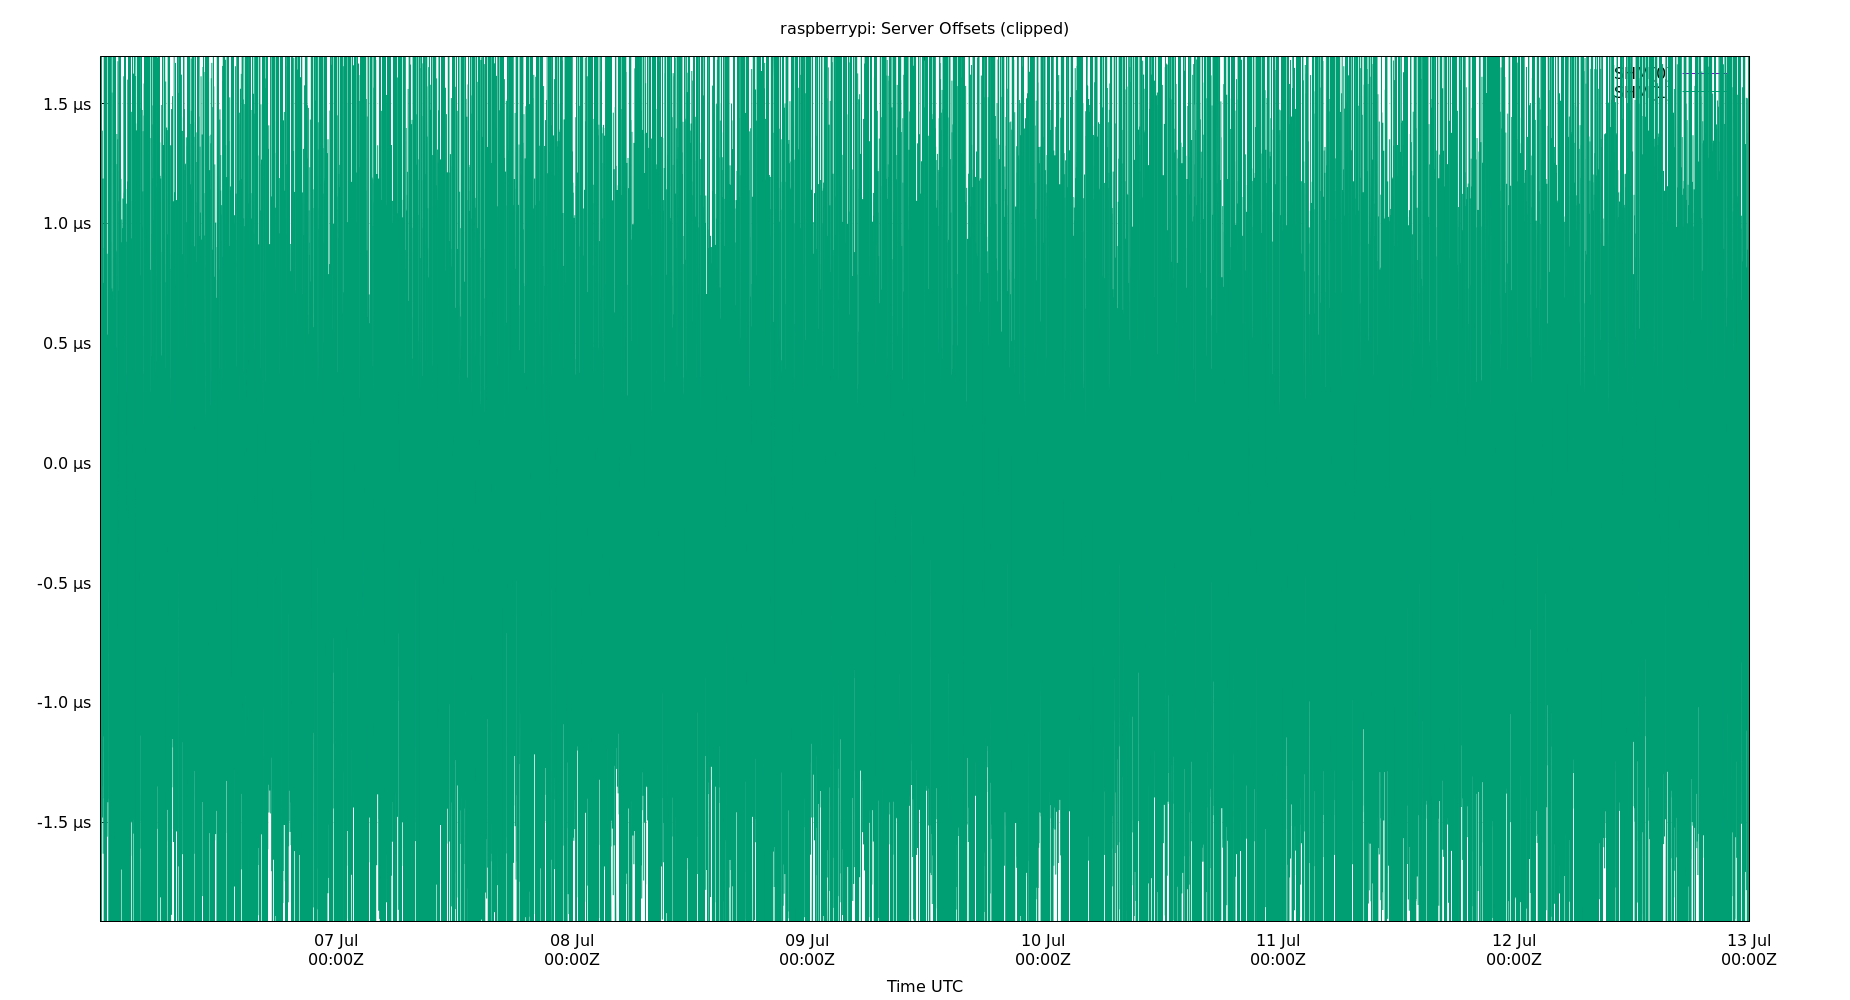 raspberrypi: Server Offsets (clipped)
1.5 µs
1.0 µs
0.5 µs
0.0 µs
-0.5 µs
-1.0 µs
-1.5 µs
07 Jul
00:00Z
08 Jul
00:00Z
09 Jul
00:00Z
10 Jul
00:00Z
11 Jul
00:00Z
12 Jul
00:00Z
13 Jul
00:00Z
Time UTC